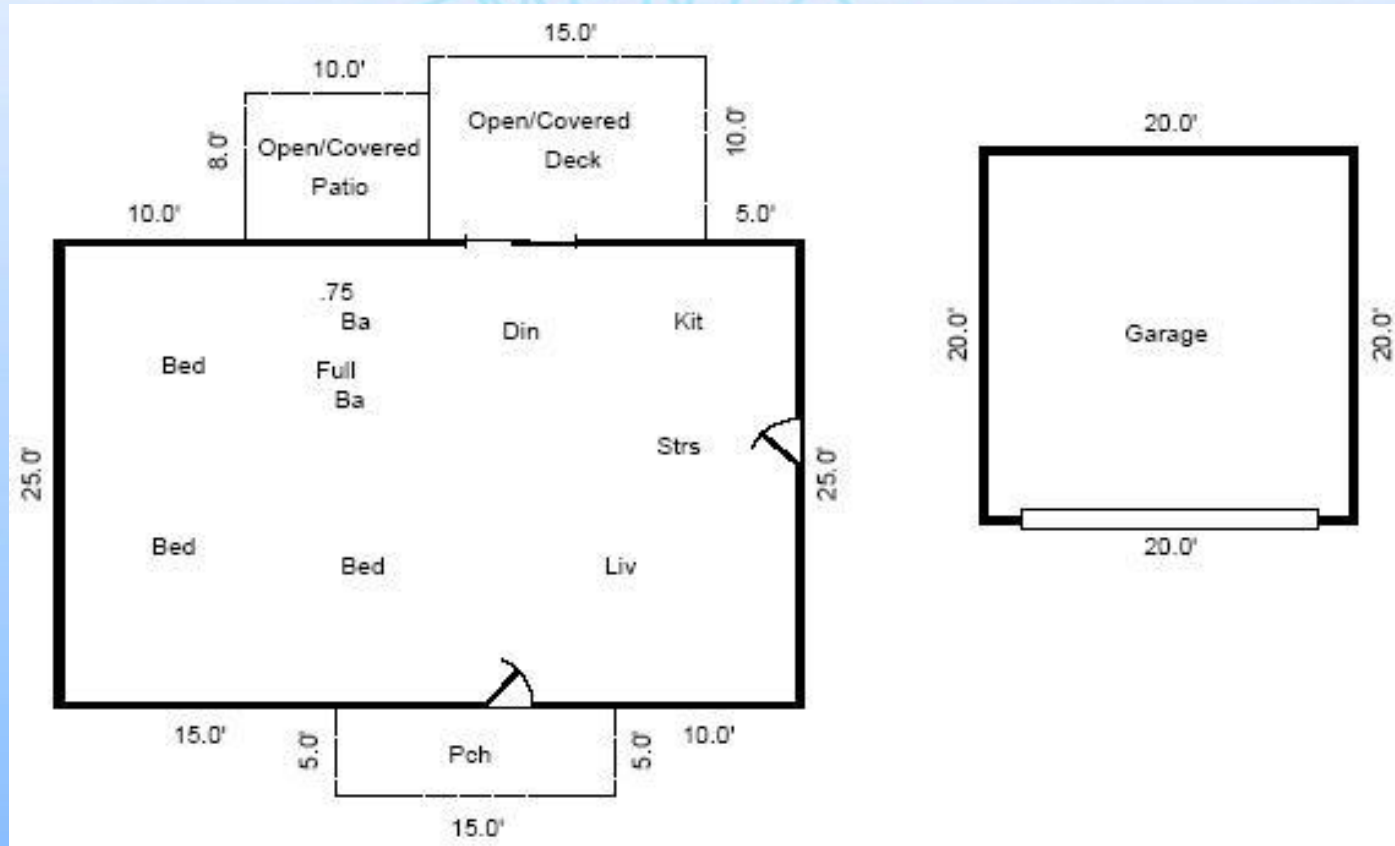 15.0'
10.0'
Open/Covered
Deck
10.0'
8.0'
Open/Covered
Patio
10.0'
5.0'
.75
Ba
Din
Kit
Bed
Full
Ba
Strs
25.0'
25.0'
Bed
Bed
Liv
15.0'
5.0'
Pch
5.0'
10.0'
15.0'
20.0'
20.0'
Garage
20.0'
20.0'